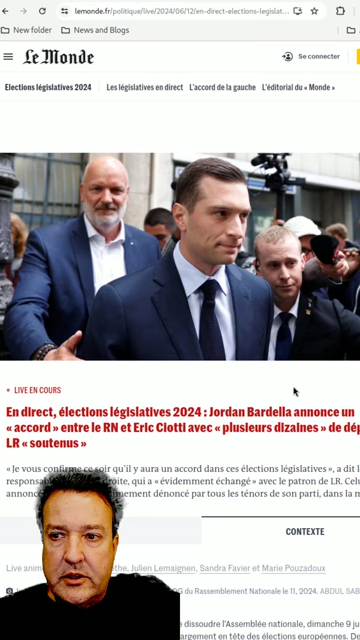 lemonde.fr/politique/live/2024/06/12/en-direct-elections-legislat...
New folder
News and Blogs
Le Monde
Se connecter
Elections législatives 2024
Les législatives en direct
L'accord de la gauche
L'éditorial du « Monde »
LIVE EN COURS
En direct, élections législatives 2024 : Jordan Bardella annonce un
« accord » entre le RN et Eric Ciotti avec « plusieurs dizaines » de dép
LR « soutenus »
« Je vous confirme ce soir qu'il y aura un accord dans ces élections législatives », a dit l
responsa droite, qui a « évidemment échangé » avec le patron de LR. Celu
annonc ment dénoncé par tous les ténors de son parti, dans la m
CONTEXTE
Live anim othe, Julien Lemaignen, Sandra Favier et Marie Pouzadoux
G du Rassemblement Nationale le 11, 2024. ABDUL SAB
dissoudre l'Assemblée nationale, dimanche 9 ju
argement en tête des élections européennes. De